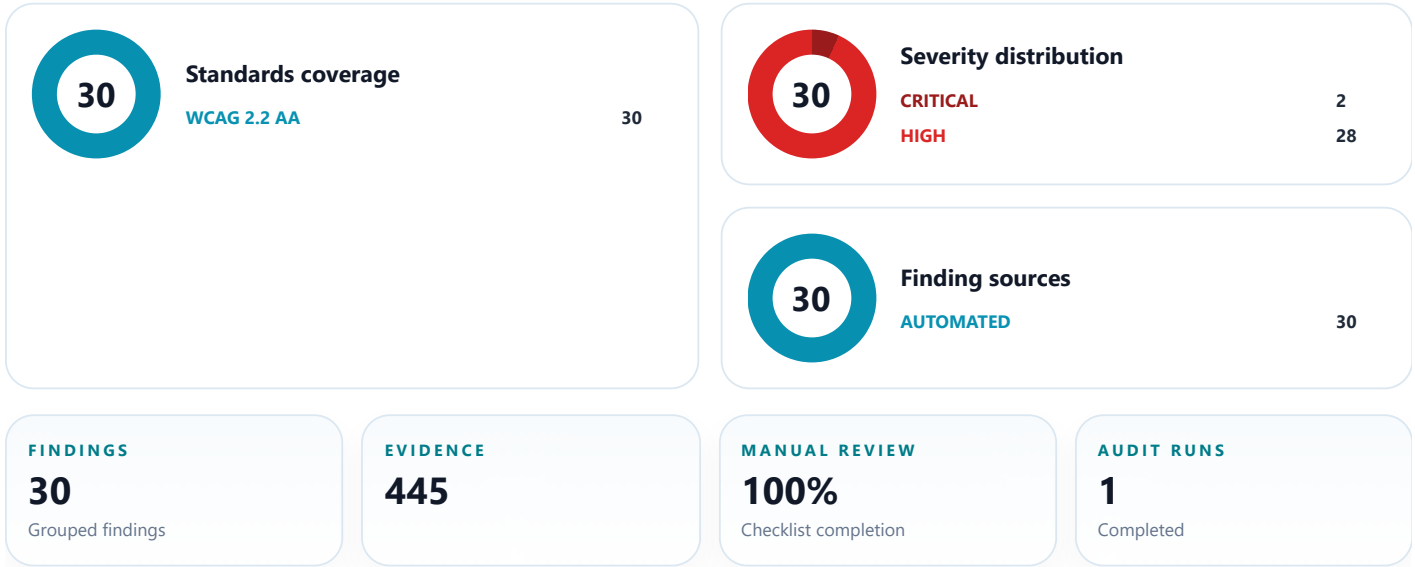 30
Standards coverage
WCAG 2.2 AA 30
30
Severity distribution
CRITICAL 2
HIGH 28
30
Finding sources
AUTOMATED 30
FINDINGS
30
Grouped findings
EVIDENCE
445
MANUAL REVIEW
100%
Checklist completion
AUDIT RUNS
1
Completed